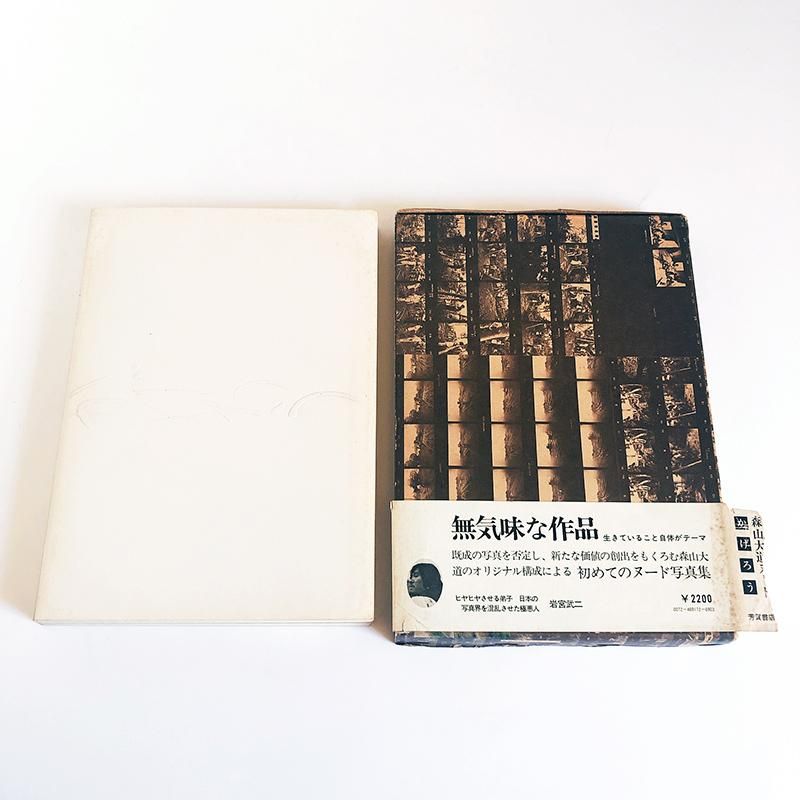 無気味な作品 生きていること自体がテーマ
既成の写真を否定し、新たな価値の創出をもくろむ森山大
道のオリジナル構成による 初めてのヌード写真集
ヒヤヒヤさせる弟子 日本の
写真界を混乱させた極悪人 岩宮武二
¥2200
森山大道
かげろう
芳賀書店